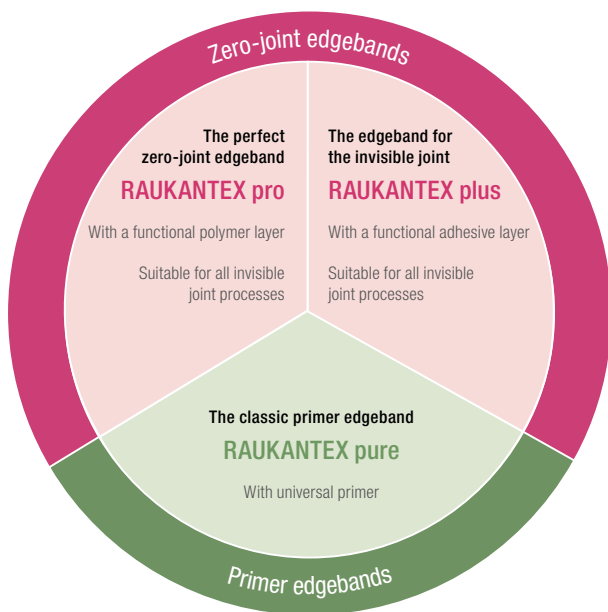 Zero-joint edgebands
The perfect
zero-joint edgeband
RAUKANTEX pro
With a functional polymer layer
Suitable for all invisible
joint processes
The edgeband for
the invisible joint
RAUKANTEX plus
With a functional adhesive layer
Suitable for all invisible
joint processes
The classic primer edgeband
RAUKANTEX pure
With universal primer
Primer edgebands